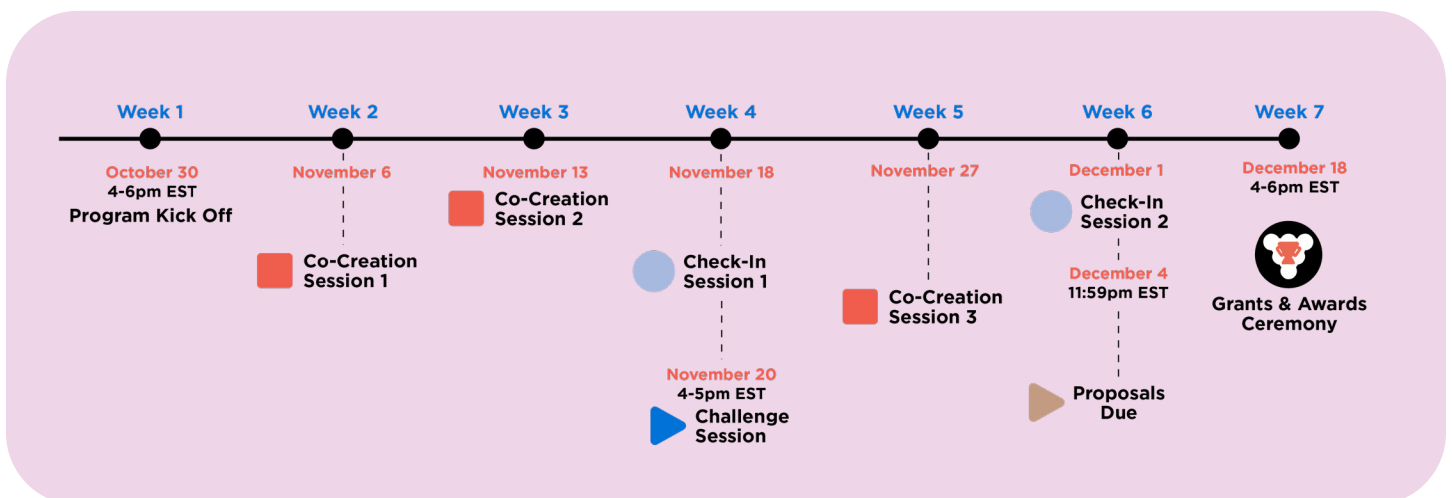 Week 1
Week 2
Week 3
Week 4
Week 5
Week 6
Week 7
October 30
4-6pm EST
Program Kick Off
November 6
Co-Creation
Session 1
November 13
Co-Creation
Session 2
November 18
Check-In
Session 1
November 20
4-5pm EST
Challenge
Session
November 27
Co-Creation
Session 3
December 1
Check-In
Session 2
December 4
11:59pm EST
Proposals
Due
December 18
4-6pm EST
Grants & Awards
Ceremony